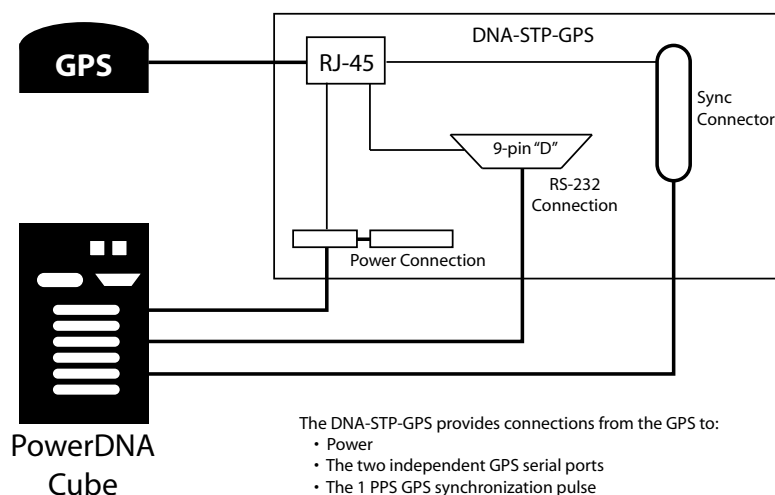 DNA-STP-GPS
GPS
RJ-45
Sync
Connector
9-pin “D”
RS-232
Connection
Power Connection
PowerDNA
Cube
The DNA-STP-GPS provides connections from the GPS to:
• Power
• The two independent GPS serial ports
• The 1 PPS GPS synchronization pulse